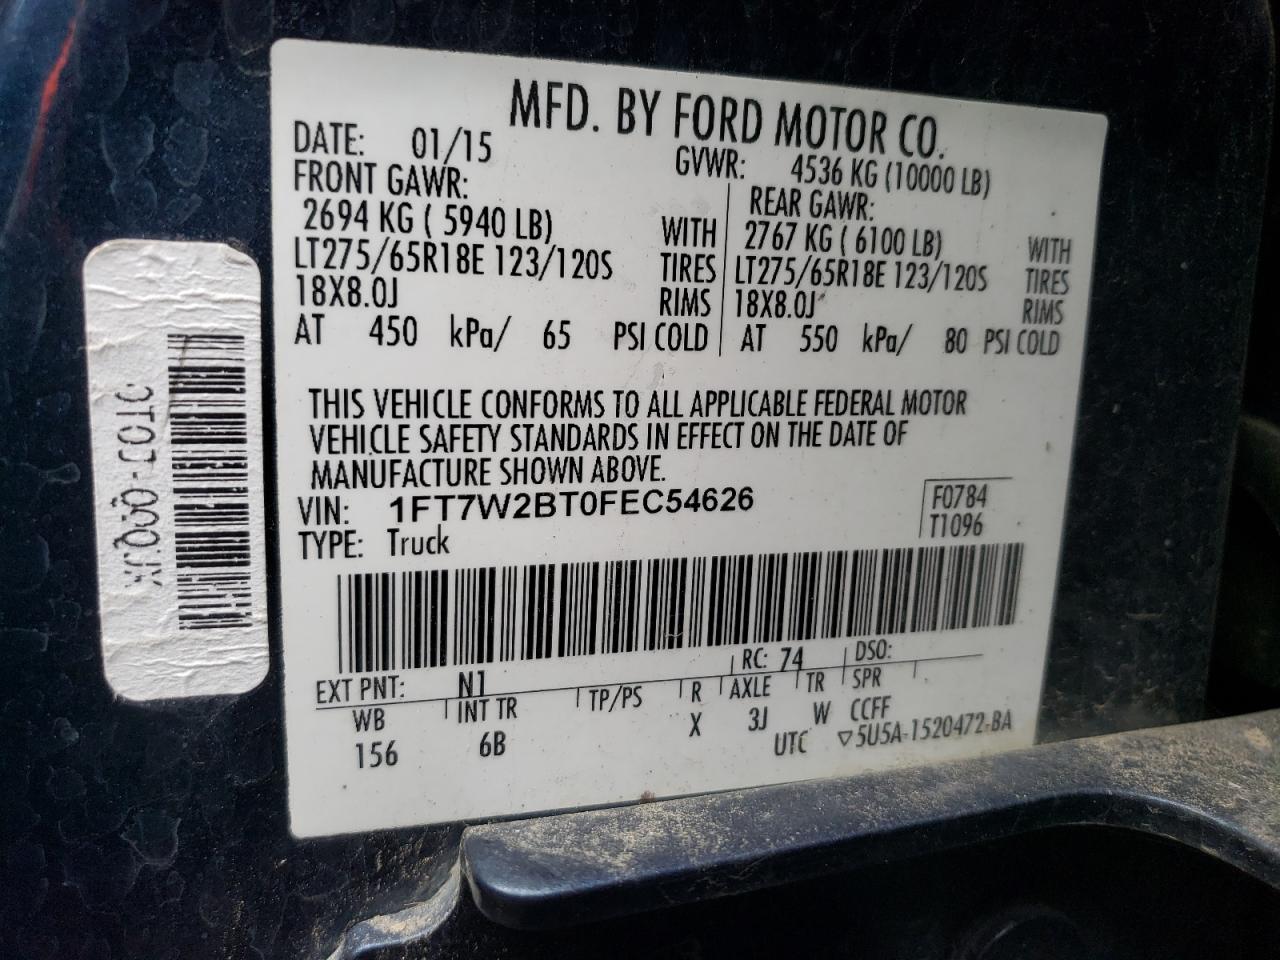 MFD. BY FORD MOTOR CO.
DATE: 01/15 GVWR: 4536 KG (10000 LB)
FRONT GAWR: REAR GAWR:
2694 KG ( 5940 LB) WITH 2767 KG ( 6100 LB) WITH
LT275/65R18E 123/120S TIRES LT275/65R18E 123/120S TIRES
18X8.0J RIMS 18X8.0J RIMS
AT 450 kPa/ 65 PSI COLD AT 550 kPa/ 80 PSI COLD
THIS VEHICLE CONFORMS TO ALL APPLICABLE FEDERAL MOTOR
VEHICLE SAFETY STANDARDS IN EFFECT ON THE DATE OF
MANUFACTURE SHOWN ABOVE.
VIN: 1FT7W2BT0FEC54626 F0784
TYPE: Truck T1096
EXT PNT: N1 RC: 74 DSO:
WB INT TR TP/PS R AXLE TR SPR
156 6B X 3J W CCFF
UTC ▽5U5A-1520472-BA